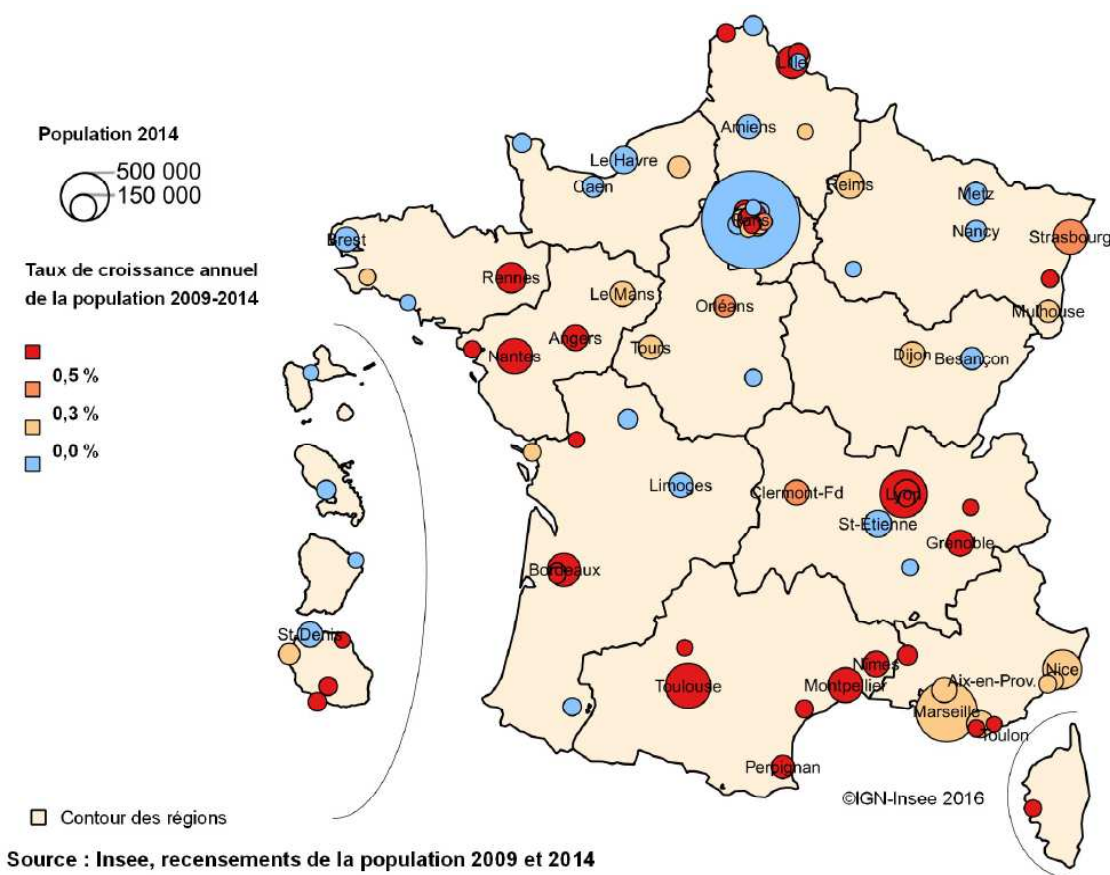 Population 2014
500 000
150 000
Taux de croissance annuel
de la population 2009-2014
0,5 %
0,3 %
0,0 %
Lille
Amiens
Le Havre
Caen
Reims
Metz
Paris
Nancy
Strasbourg
Brest
Rennes
Le Mans
Orléans
Mulhouse
Angers
Nantes
Tours
Dijon
Besançon
Limoges
Clermont-Fd
Lyon
St-Etienne
Grenoble
Bordeaux
St-Denis
Nîmes
Toulouse
Montpellier
Aix-en-Prov.
Nice
Marseille
Toulon
Perpignan
©IGN-Insee 2016
Contour des régions
Source : Insee, recensements de la population 2009 et 2014